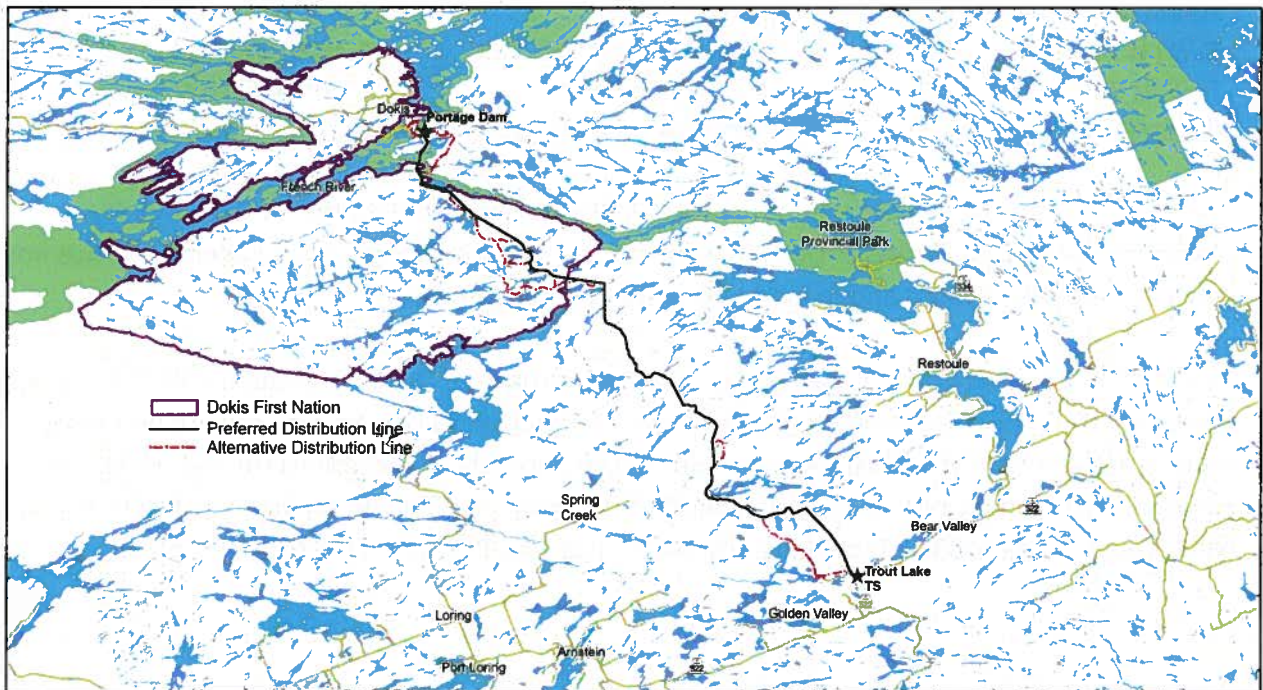 Dokis
Portage Dam
French River
Restoule
Provincial Park
534
Restoule
Dokis First Nation
Preferred Distribution Line
Alternative Distribution Line
Spring
Creek
522
Bear Valley
Trout Lake
TS
Golden Valley
Loring
Arnstein
Port Loring
522